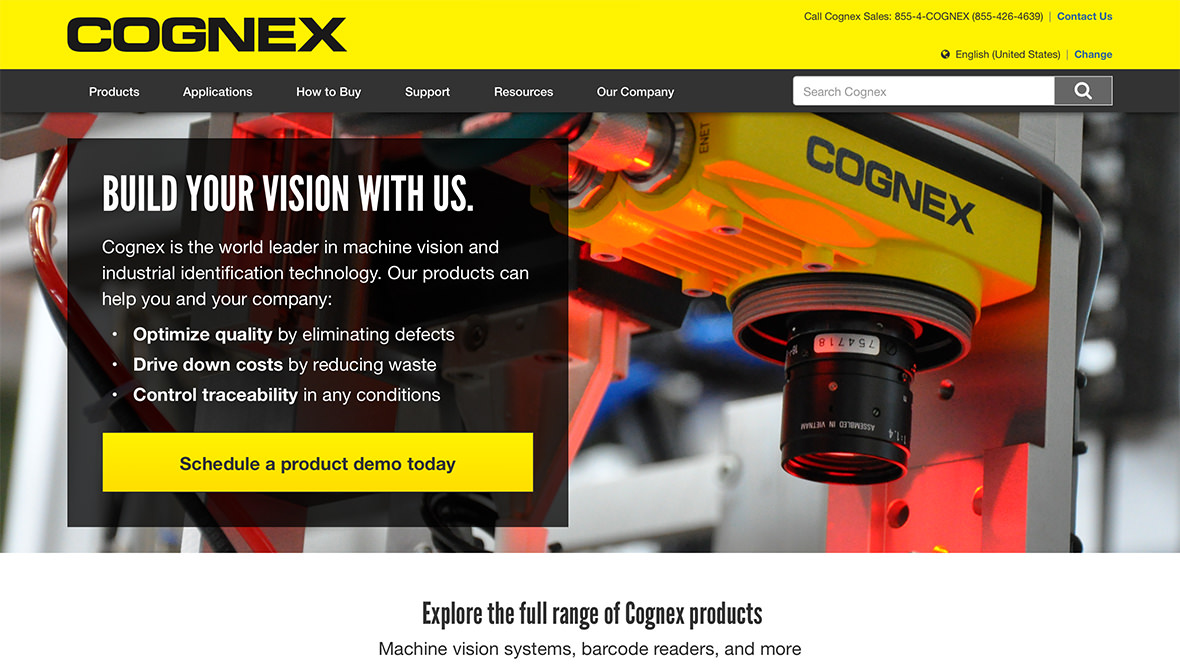 COGNEX
Call Cognex Sales: 855-4-COGNEX (855-426-4639) | Contact Us
English (United States) | Change
Products Applications How to Buy Support Resources Our Company
Search Cognex
ENET
COGNEX
BUILD YOUR VISION WITH US.
Cognex is the world leader in machine vision and
industrial identification technology. Our products can
help you and your company:
• Optimize quality by eliminating defects
• Drive down costs by reducing waste
• Control traceability in any conditions
754718
ASSEMBLED IN VIETNAM
1:1.4
Schedule a product demo today
Explore the full range of Cognex products
Machine vision systems, barcode readers, and more